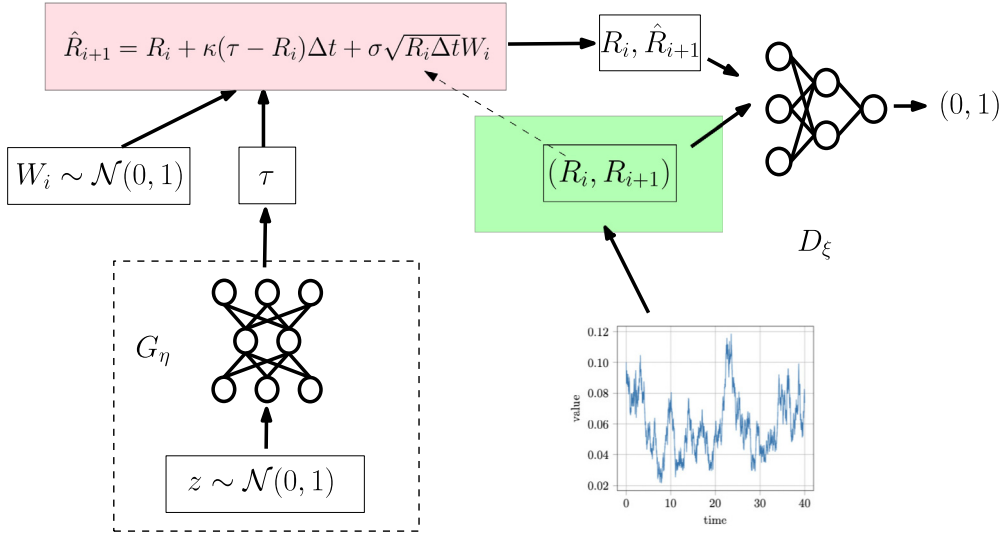 R̂_{i+1} = R_i + κ(τ − R_i)Δt + σ√(R_iΔt)W_i
R_i, R̂_{i+1}
(0, 1)
W_i ∼ 𝒩(0, 1)
τ
(R_i, R_{i+1})
D_ξ
G_η
z ∼ 𝒩(0, 1)
0.12
0.10
0.08
0.06
0.04
0.02
value
0 10 20 30 40
time